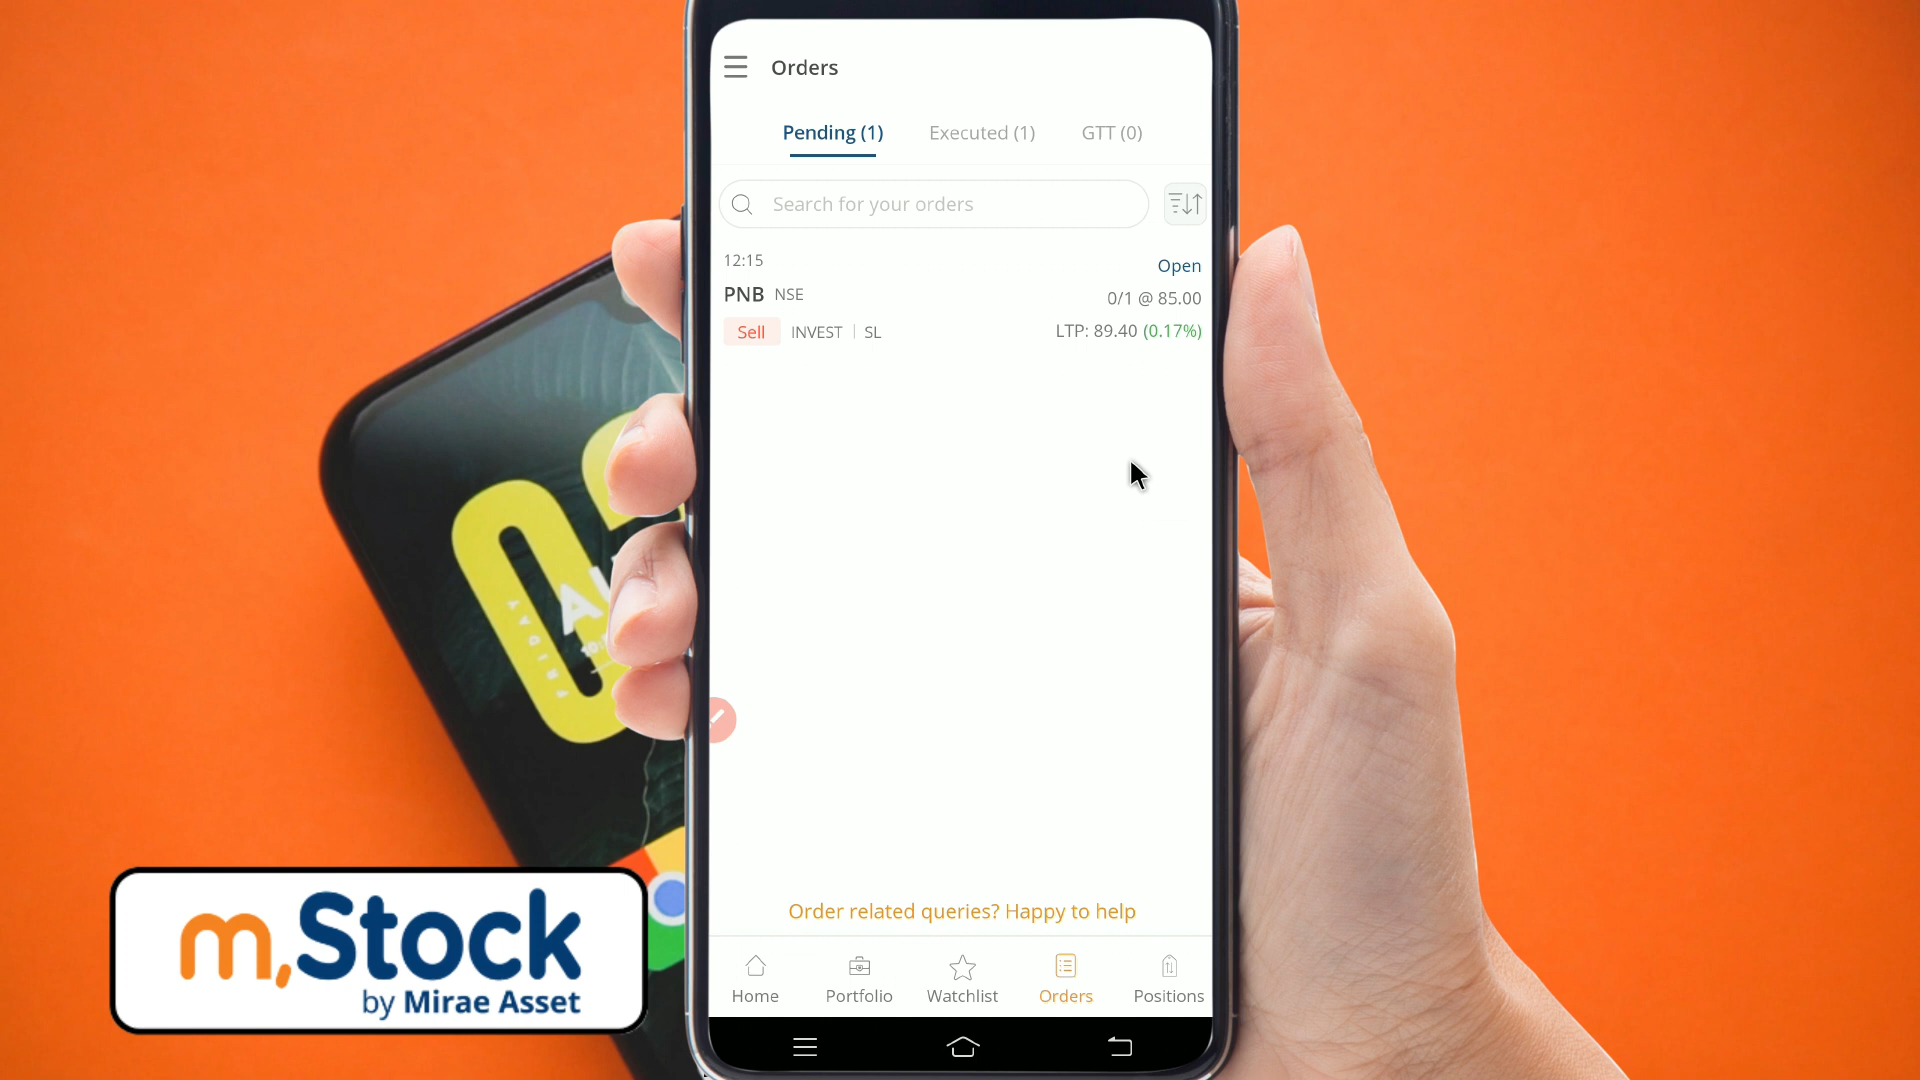 Orders
Pending (1) Executed (1) GTT (0)
Search for your orders
12:15
Open
PNB NSE
0/1 @ 85.00
Sell INVEST | SL
LTP: 89.40 (0.17%)
Order related queries? Happy to help
Home Portfolio Watchlist Orders Positions
m.Stock
by Mirae Asset